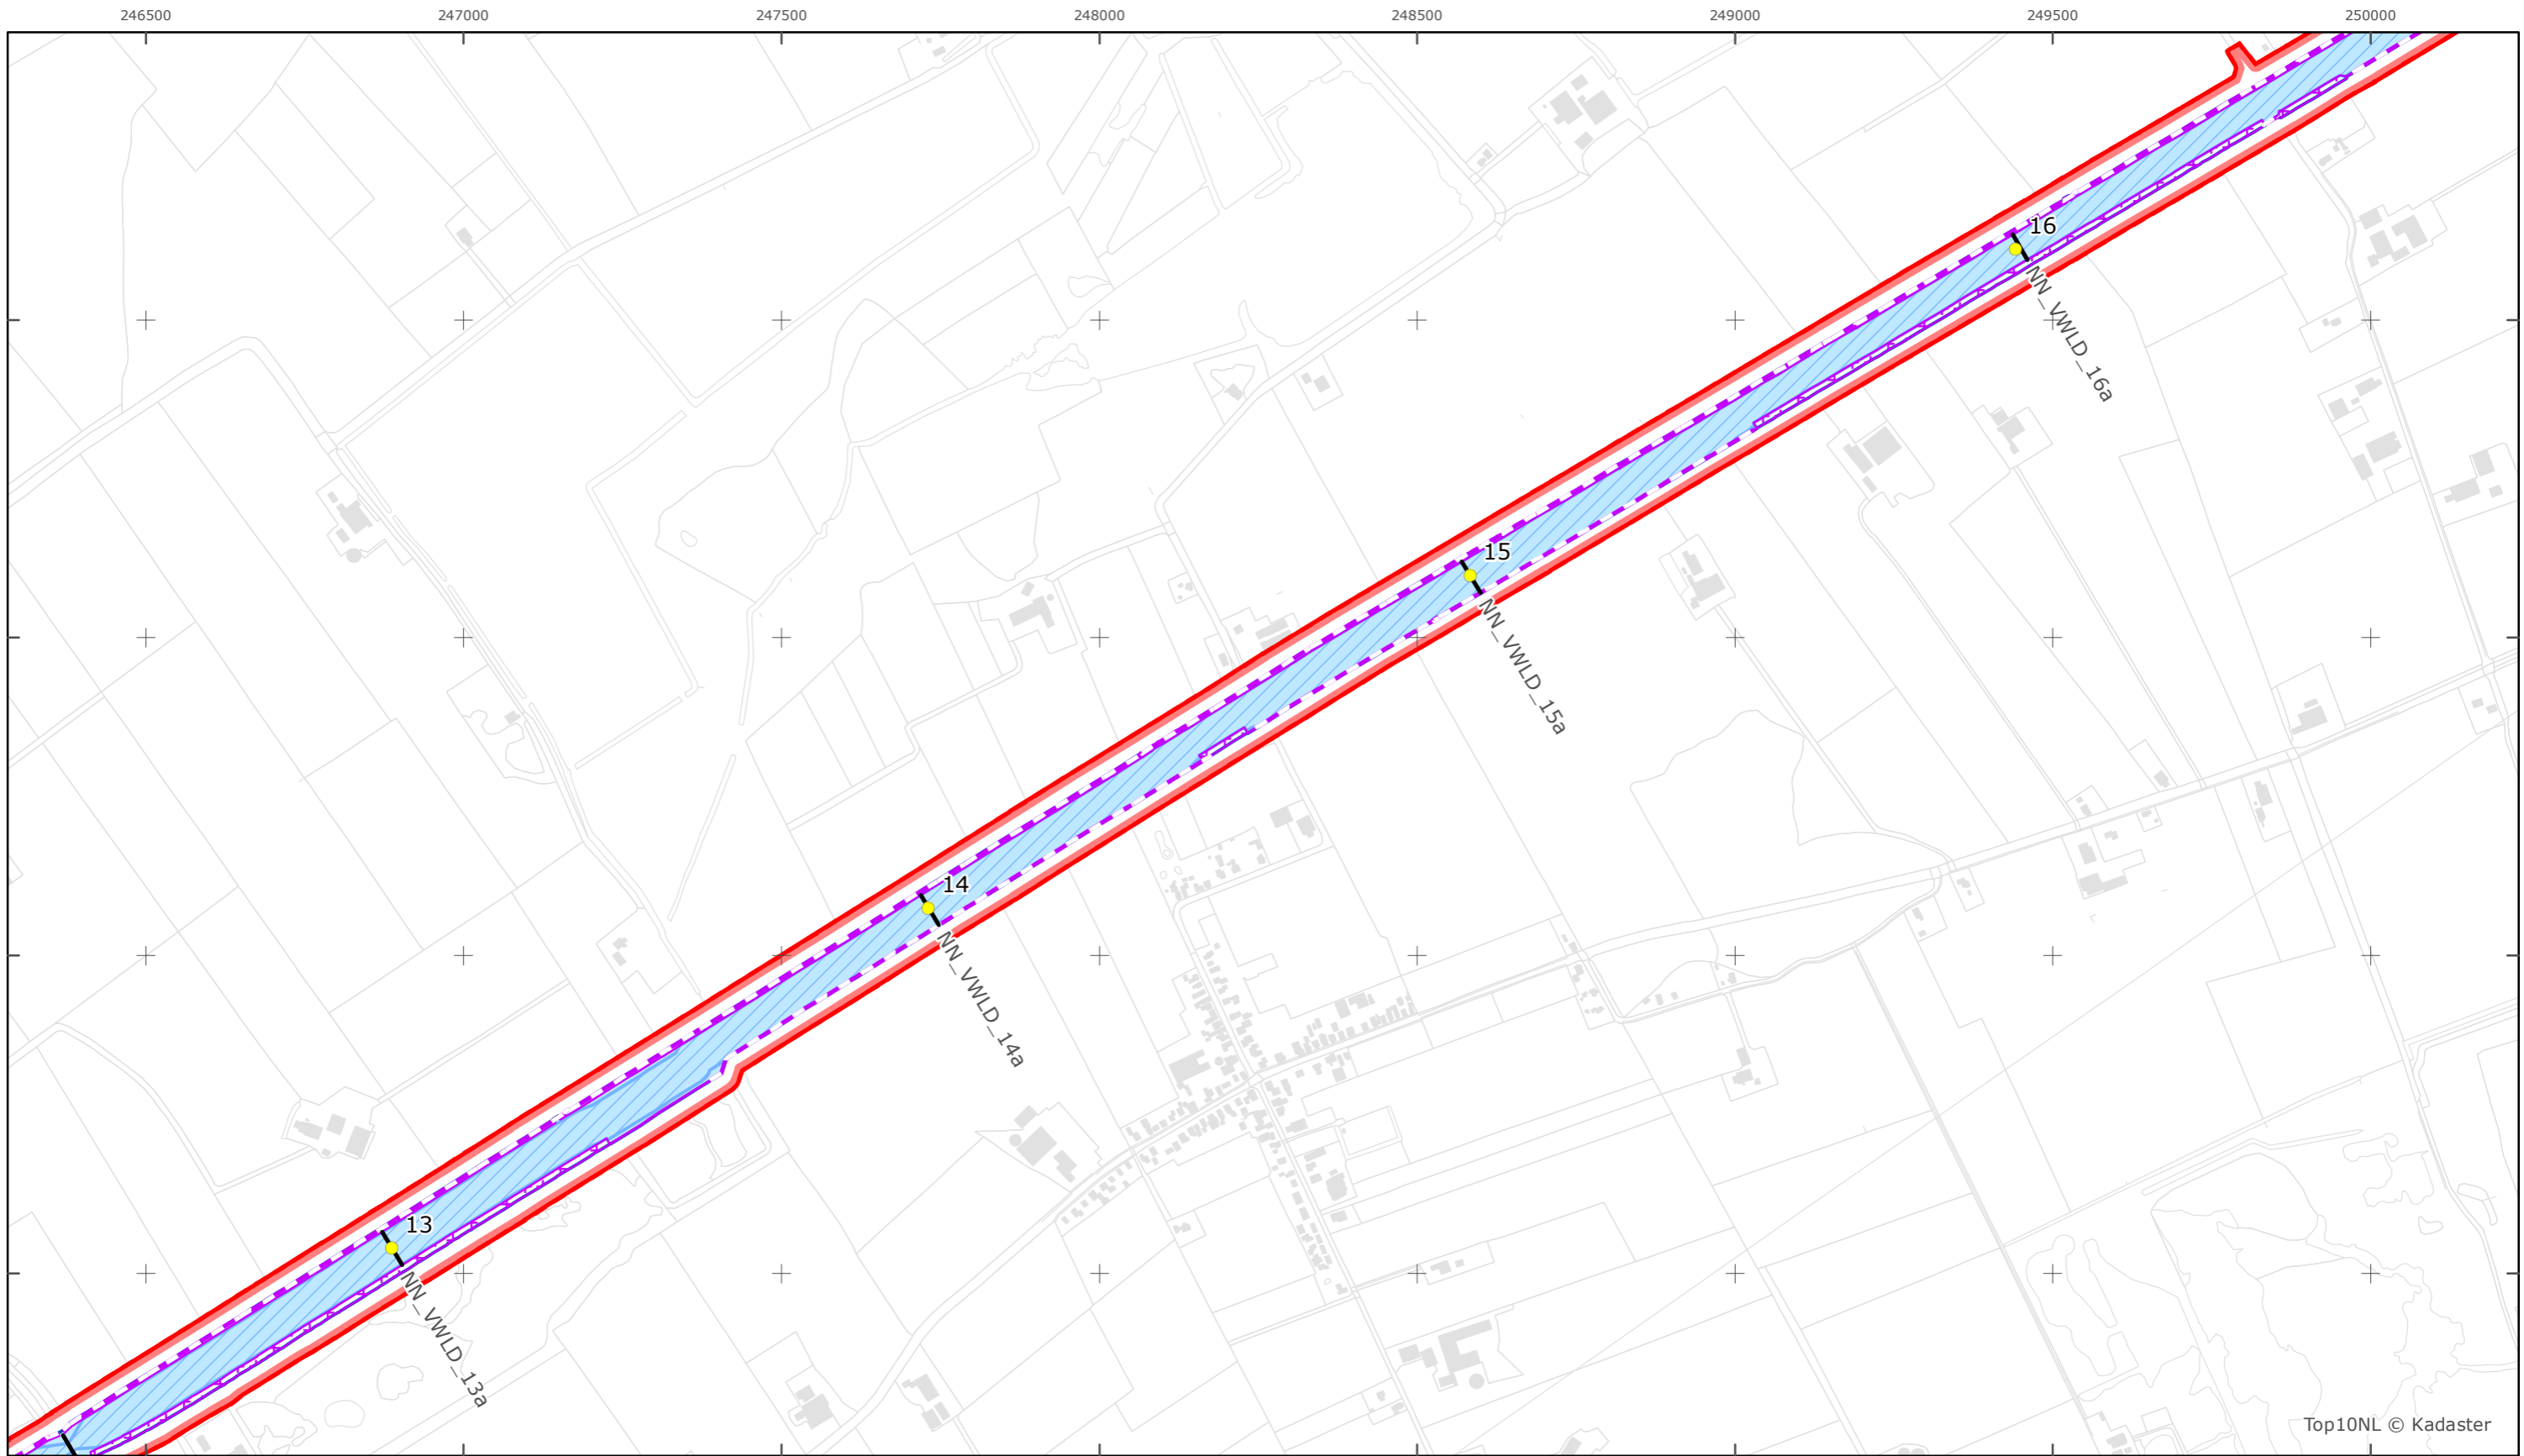 246500 247000 247500 248000 248500 249000 249500 250000
16
NN_VWLD_16a
15
NN_VWLD_15a
14
NN_VWLD_14a
13
NN_VWLD_13a
Top10NL © Kadaster